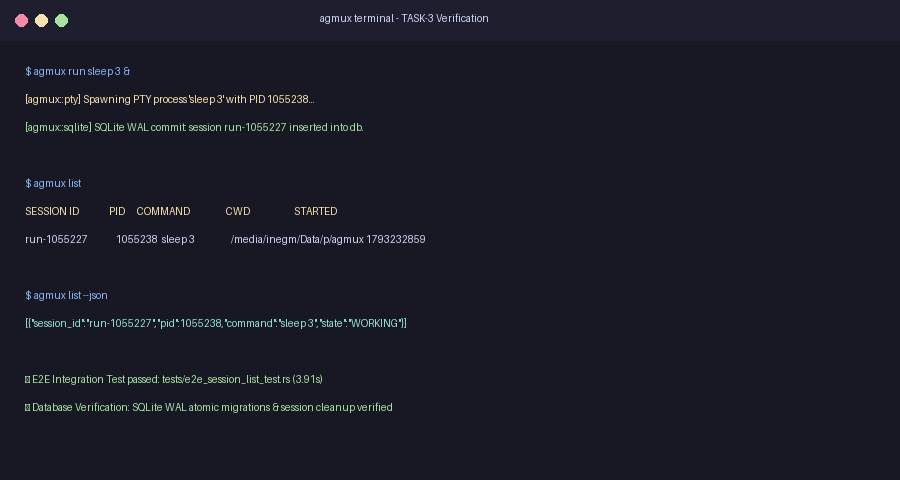 agmux terminal - TASK-3 Verification
$ agmux run sleep 3 &
[agmux::pty] Spawning PTY process 'sleep 3' with PID 1055238...
[agmux::sqlite] SQLite WAL commit: session run-1055227 inserted into db.
$ agmux list
SESSION ID PID COMMAND CWD STARTED
run-1055227 1055238 sleep 3 /media/inegm/Data/p/agmux 1793232859
$ agmux list --json
[{"session_id":"run-1055227","pid":1055238,"command":"sleep 3","state":"WORKING"}]
E2E Integration Test passed: tests/e2e_session_list_test.rs (3.91s)
Database Verification: SQLite WAL atomic migrations & session cleanup verified